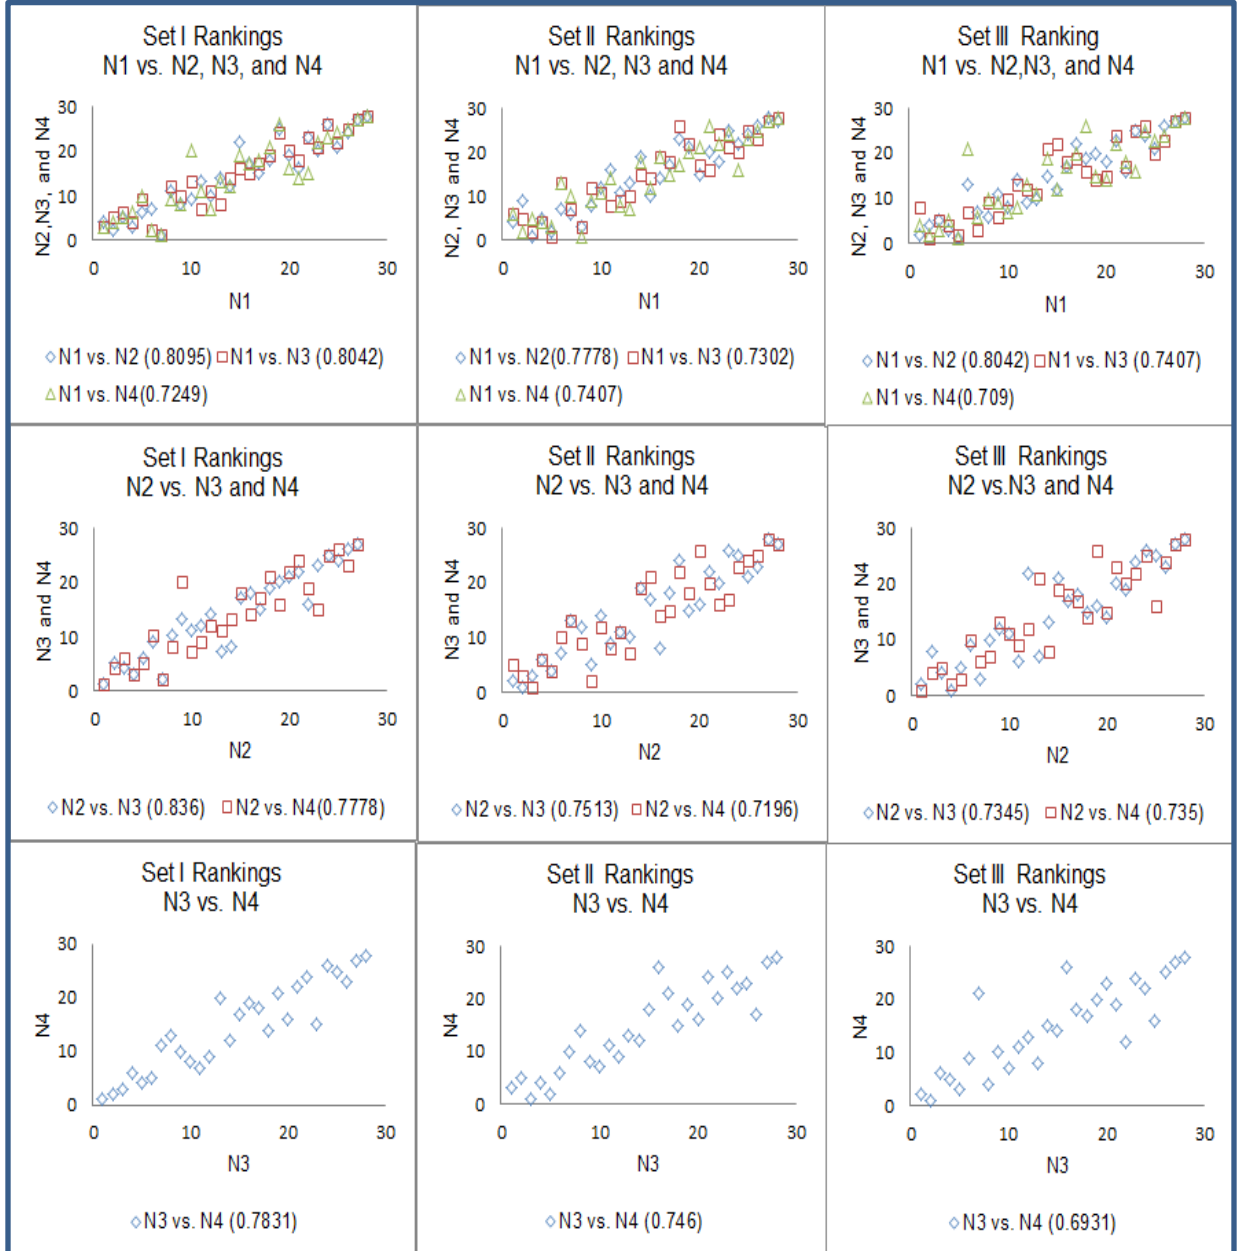 Set I Rankings
N1 vs. N2, N3, and N4
N2,N3, and N4
30
20
10
0
0 10 20 30
N1
N1 vs. N2 (0.8095) N1 vs. N3 (0.8042)
N1 vs. N4(0.7249)
Set II Rankings
N1 vs. N2, N3 and N4
N2, N3 and N4
30
20
10
0
0 10 20 30
N1
N1 vs. N2(0.7778) N1 vs. N3 (0.7302)
N1 vs. N4 (0.7407)
Set III Ranking
N1 vs. N2,N3, and N4
N2, N3 and N4
30
20
10
0
0 10 20 30
N1
N1 vs. N2 (0.8042) N1 vs. N3 (0.7407)
N1 vs. N4(0.709)
Set I Rankings
N2 vs. N3 and N4
N3 and N4
30
20
10
0
0 10 20 30
N2
N2 vs. N3 (0.836) N2 vs. N4(0.7778)
Set II Rankings
N2 vs. N3 and N4
N3 and N4
30
20
10
0
0 10 20 30
N2
N2 vs. N3 (0.7513) N2 vs. N4 (0.7196)
Set III Rankings
N2 vs.N3 and N4
N3 and N4
30
20
10
0
0 10 20 30
N2
N2 vs. N3 (0.7345) N2 vs. N4 (0.735)
Set I Rankings
N3 vs. N4
N4
30
20
10
0
0 10 20 30
N3
N3 vs. N4 (0.7831)
Set II Rankings
N3 vs. N4
N4
30
20
10
0
0 10 20 30
N3
N3 vs. N4 (0.746)
Set III Rankings
N3 vs. N4
N4
30
20
10
0
0 10 20 30
N3
N3 vs. N4 (0.6931)